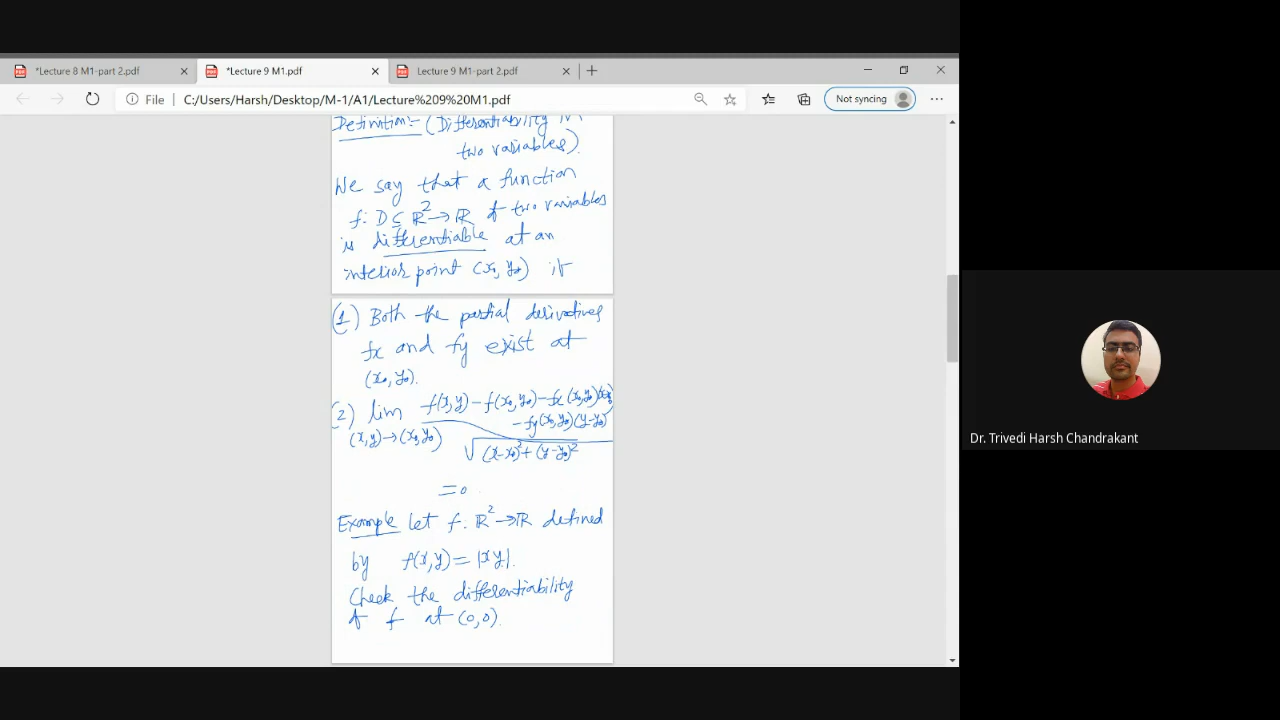 *Lecture 8 M1-part 2.pdf
*Lecture 9 M1.pdf
Lecture 9 M1-part 2.pdf
File
C:/Users/Harsh/Desktop/M-1/A1/Lecture%209%20M1.pdf
Not syncing
Definition:- (Differentiability in
two variables).
We say that a function
f: D ⊆ ℝ² → ℝ of two variables
is differentiable at an
interior point (x₀, y₀) if
(1) Both the partial derivatives
fx and fy exist at
(x₀, y₀).
(2) lim f(x,y) - f(x₀,y₀) - fx(x₀,y₀)(x-x₀)
- fy(x₀,y₀)(y-y₀)
(x,y)→(x₀,y₀)
√(x-x₀)²+(y-y₀)²
=0
Example Let f: ℝ² → ℝ defined
by f(x,y) = |xy|.
Check the differentiability
of f at (0,0).
Dr. Trivedi Harsh Chandrakant